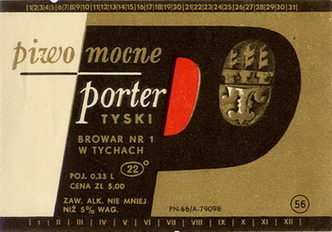 |1|2|3|4|5|6|7|8|9|10|11|12|13|14|15|16|17|18|19|20|21|22|23|24|25|26|27|28|29|30|31|
piwo mocne
porter
TYSKI
BROWAR NR 1
W TYCHACH
22°
POJ. 0,33 L
CENA ZŁ 5,00
ZAW. ALK. NIE MNIEJ
NIŻ 5% WAG.
PN-66/A-79098
56
I II III IV V VI VII VIII IX X XI XII